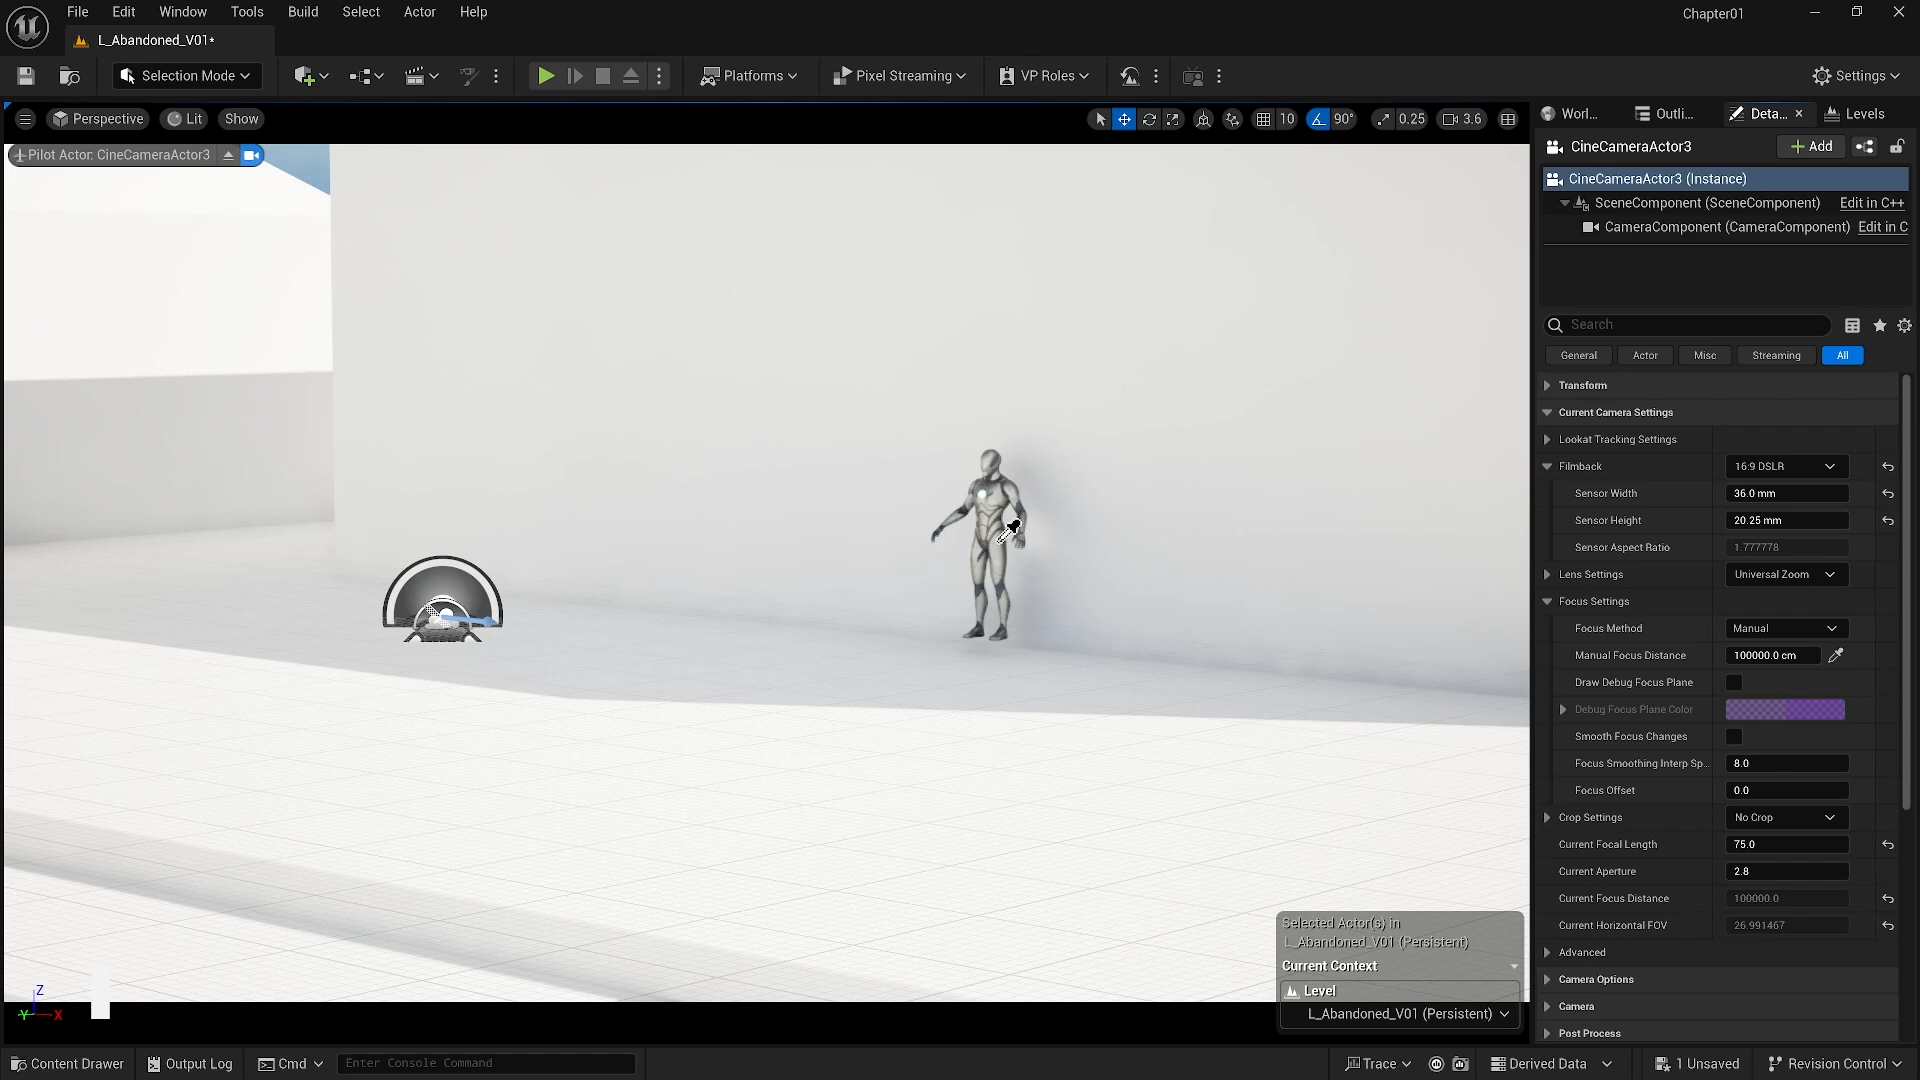 File Edit Window Tools Build Select Actor Help
Chapter01
L_Abandoned_V01*
Selection Mode
Platforms
Pixel Streaming
VP Roles
Settings
Perspective
Lit
Show
10
90°
0.25
3.6
Pilot Actor: CineCameraActor3
Worl...
Outli...
Deta...
Levels
CineCameraActor3
Add
CineCameraActor3 (Instance)
SceneComponent (SceneComponent) Edit in C++
CameraComponent (CameraComponent) Edit in C
Search
General Actor Misc Streaming All
Transform
Current Camera Settings
Lookat Tracking Settings
Filmback 16:9 DSLR
Sensor Width 36.0 mm
Sensor Height 20.25 mm
Sensor Aspect Ratio 1.777778
Lens Settings Universal Zoom
Focus Settings
Focus Method Manual
Manual Focus Distance 100000.0 cm
Draw Debug Focus Plane
Debug Focus Plane Color
Smooth Focus Changes
Focus Smoothing Interp Sp... 8.0
Focus Offset 0.0
Crop Settings No Crop
Current Focal Length 75.0
Current Aperture 2.8
Current Focus Distance 100000.0
Current Horizontal FOV 26.991467
Advanced
Camera Options
Camera
Post Process
Selected Actor(s) in
L_Abandoned_V01 (Persistent)
Current Context
Level
L_Abandoned_V01 (Persistent)
Z
Y
X
Content Drawer
Output Log
Cmd
Enter Console Command
Trace
Derived Data
1 Unsaved
Revision Control